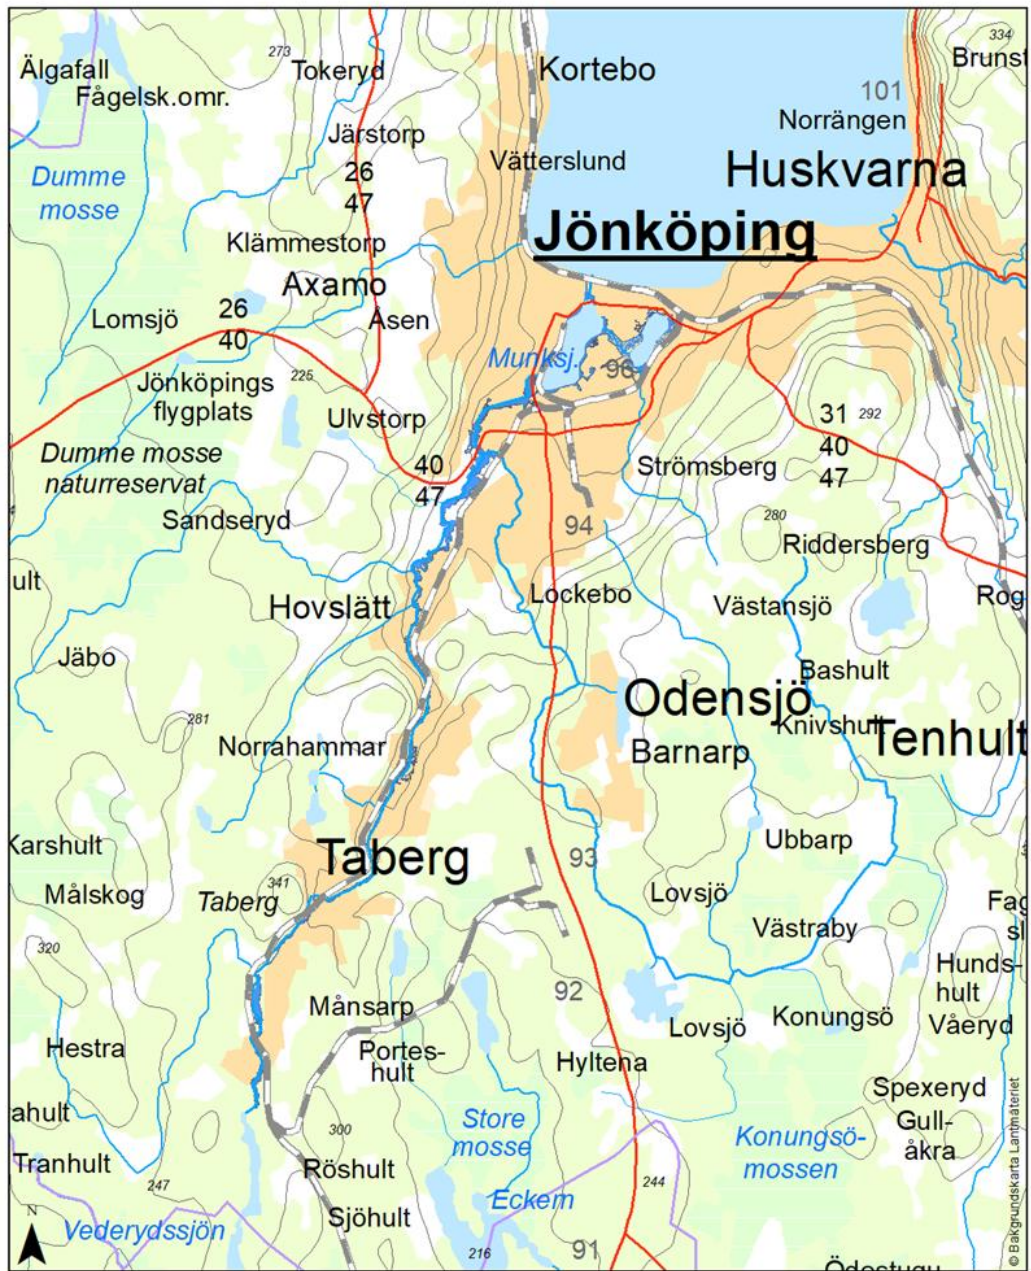 334
273
Brunst
Älgafall
Tokeryd
Kortebo
Fågelsk.omr.
101
Norrängen
Järstorp
Vätterslund
Huskvarna
Dumme
mosse
26
47
Jönköping
Klämmestorp
Axamo
26
40
Lomsjö
Åsen
Munksj.
96
225
Jönköpings
flygplats
Ulvstorp
31
40
47
292
Dumme mosse
naturreservat
40
47
Strömsberg
Sandseryd
94
280
Riddersberg
ult
Hovslätt
Lockebo
Västansjö
Rog
Jäbo
Bashult
Odensjö
281
Knivshult
Tenhult
Norrahammar
Barnarp
Karshult
Taberg
93
Ubbarp
Målskog
Taberg
341
Lovsjö
Fag
sl
320
Västraby
Hunds-
hult
92
Månsarp
Konungsö
Våeryd
Lovsjö
Hestra
Portes-
hult
Hyltena
Spexeryd
ahult
Store
mosse
Gull-
åkra
300
Konungsö-
mossen
Tranhult
Röshult
247
244
Eckern
Sjöhult
Vederydssjön
N
216
91
Ödestugu
© Bakgrundskarta Lantmäteriet